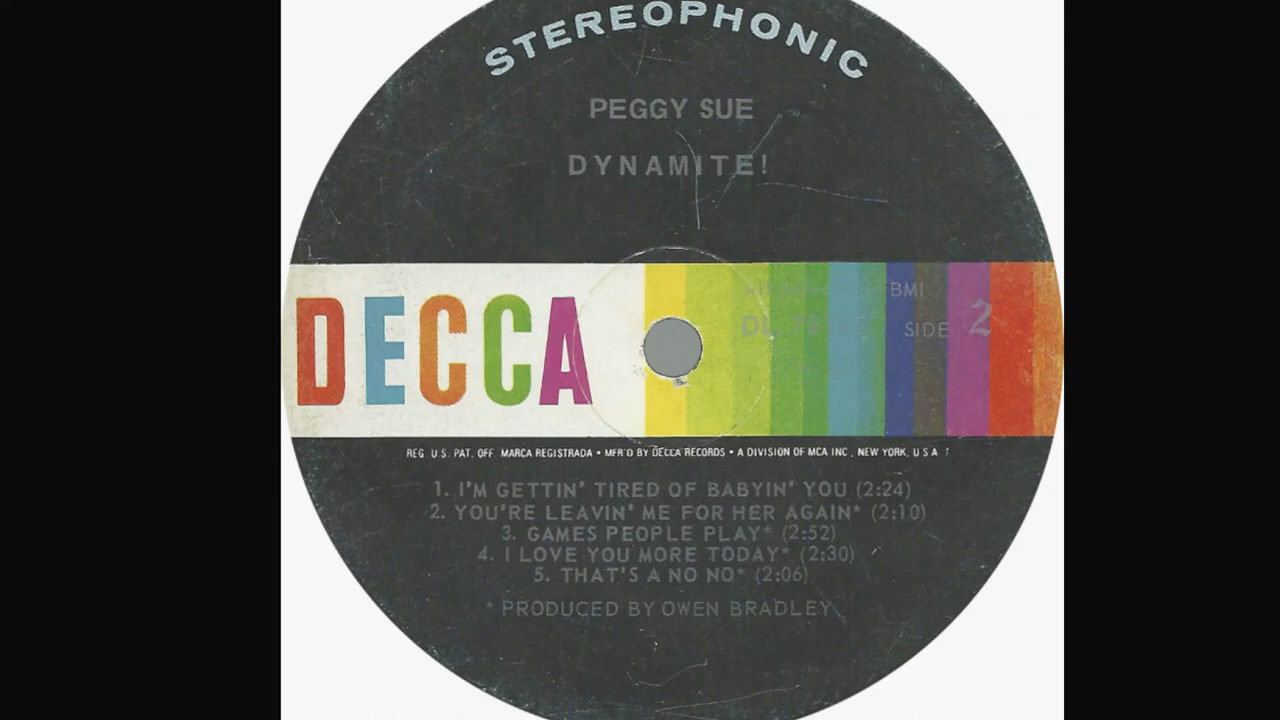 STEREOPHONIC
PEGGY SUE
DYNAMITE!
BMI
DL
SIDE 2
DECCA
REG. U.S. PAT. OFF. MARCA REGISTRADA • MFR'D BY DECCA RECORDS • A DIVISION OF MCA INC., NEW YORK, U.S.A.
1. I'M GETTIN' TIRED OF BABYIN' YOU (2:24)
2. YOU'RE LEAVIN' ME FOR HER AGAIN* (2:10)
3. GAMES PEOPLE PLAY* (2:52)
4. I LOVE YOU MORE TODAY* (2:30)
5. THAT'S A NO NO* (2:06)
* PRODUCED BY OWEN BRADLEY